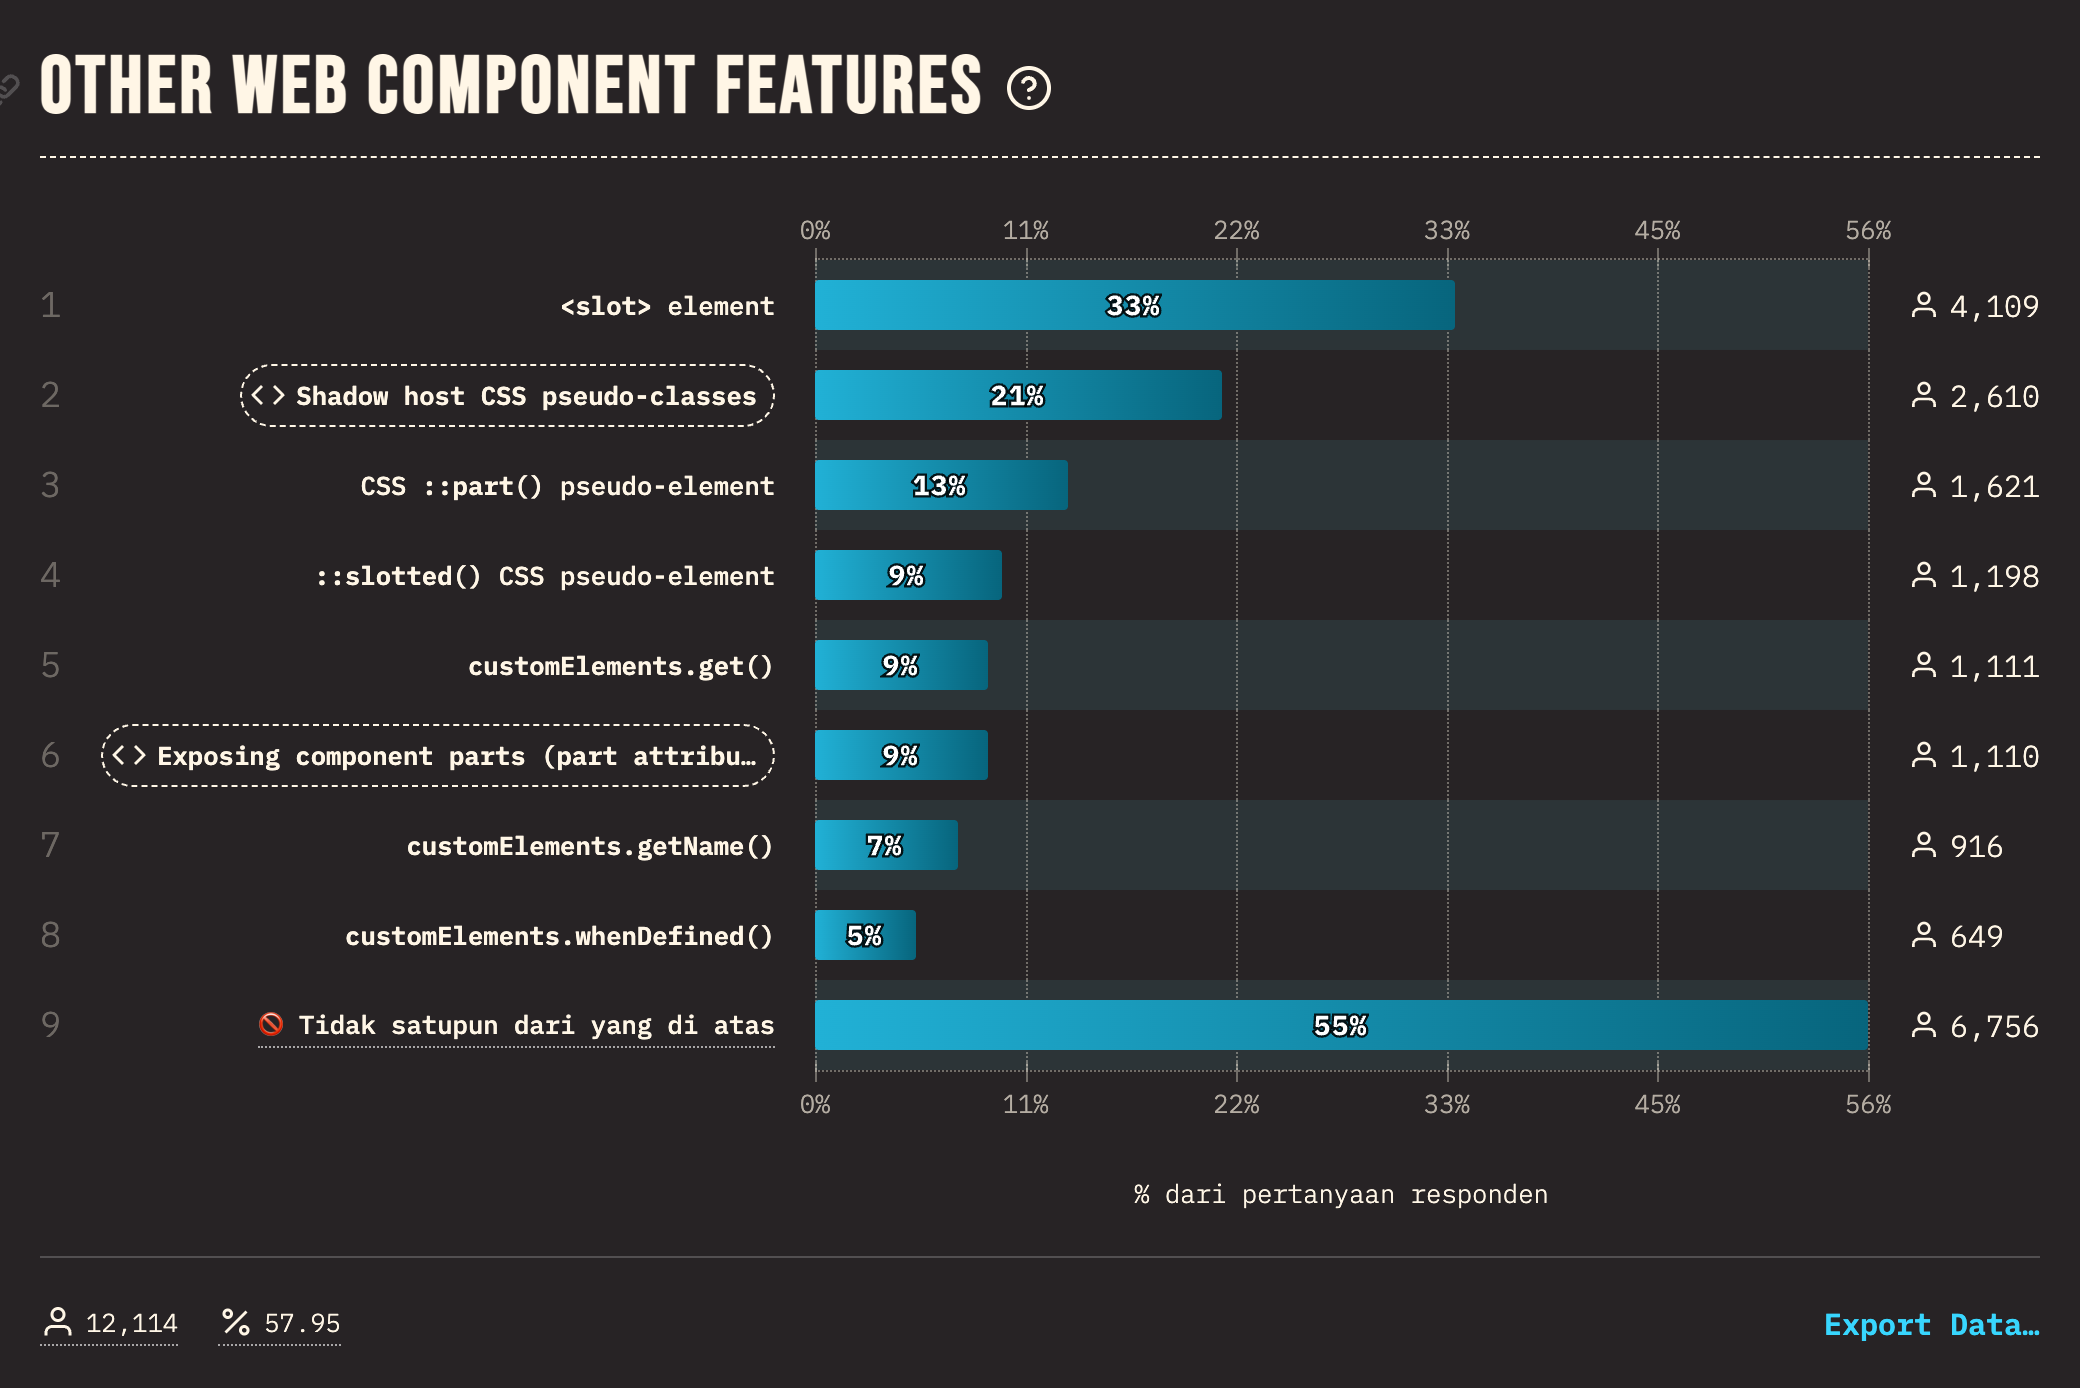 OTHER WEB COMPONENT FEATURES
0% 11% 22% 33% 45% 56%
1 <slot> element 33% 4,109
2 <> Shadow host CSS pseudo-classes 21% 2,610
3 CSS ::part() pseudo-element 13% 1,621
4 ::slotted() CSS pseudo-element 9% 1,198
5 customElements.get() 9% 1,111
6 <> Exposing component parts (part attribu… 9% 1,110
7 customElements.getName() 7% 916
8 customElements.whenDefined() 5% 649
9 🚫 Tidak satupun dari yang di atas 55% 6,756
0% 11% 22% 33% 45% 56%
% dari pertanyaan responden
12,114 % 57.95 Export Data…